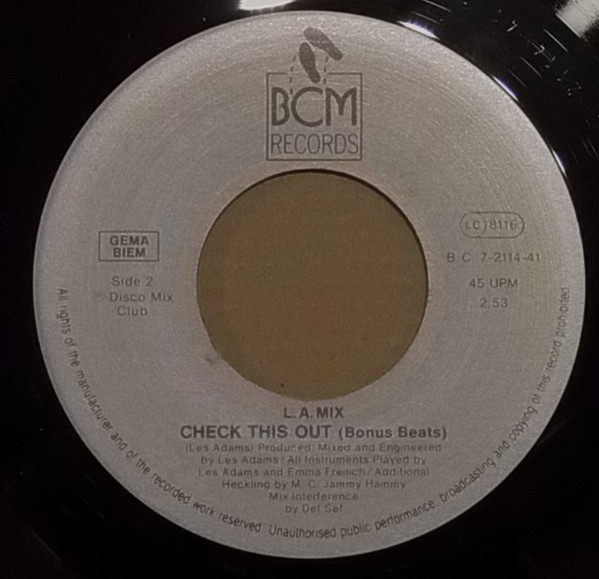 BCM
RECORDS
GEMA
BIEM
LC 8116
B.C. 7-2114-41
Side 2
℗ Disco Mix
Club
45 UPM
2.53
L.A. MIX
CHECK THIS OUT (Bonus Beats)
(Les Adams) Produced, Mixed and Engineered
by Les Adams / All Instruments Played by
Les Adams and Emma Freilich / Additional
Heckling by M. C. Jammy Hammy
Mix Interference
by Def Sef
All rights of the manufacturer and of the recorded work reserved. Unauthorised public performance broadcasting and copying of this record prohibited